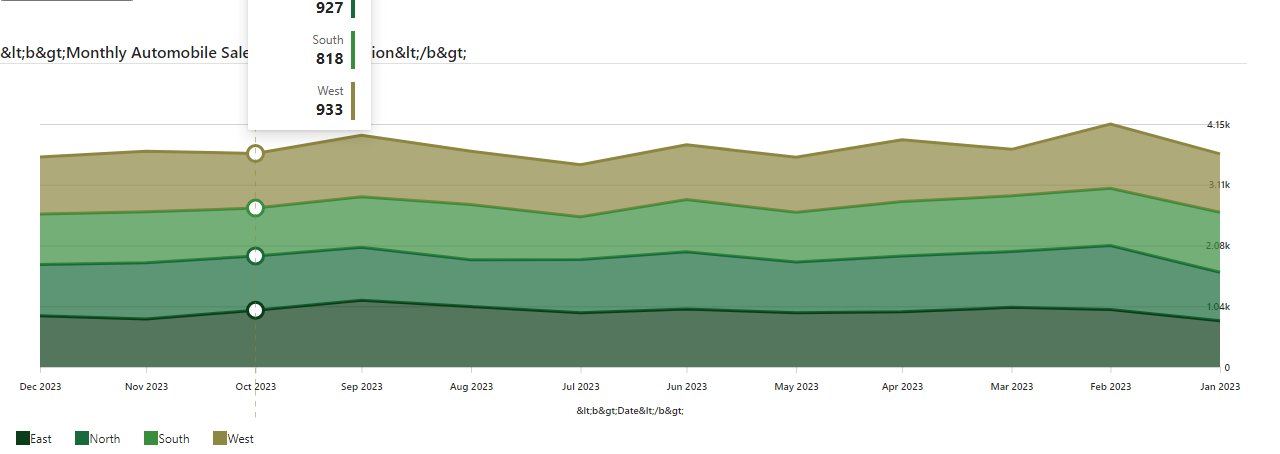 927
South
818
&lt;b&gt;Monthly Automobile Sale ion&lt;/b&gt;
West
933
4.15k
3.11k
2.08k
1.04k
0
Dec 2023 Nov 2023 Oct 2023 Sep 2023 Aug 2023 Jul 2023 Jun 2023 May 2023 Apr 2023 Mar 2023 Feb 2023 Jan 2023
&lt;b&gt;Date&lt;/b&gt;
East North South West